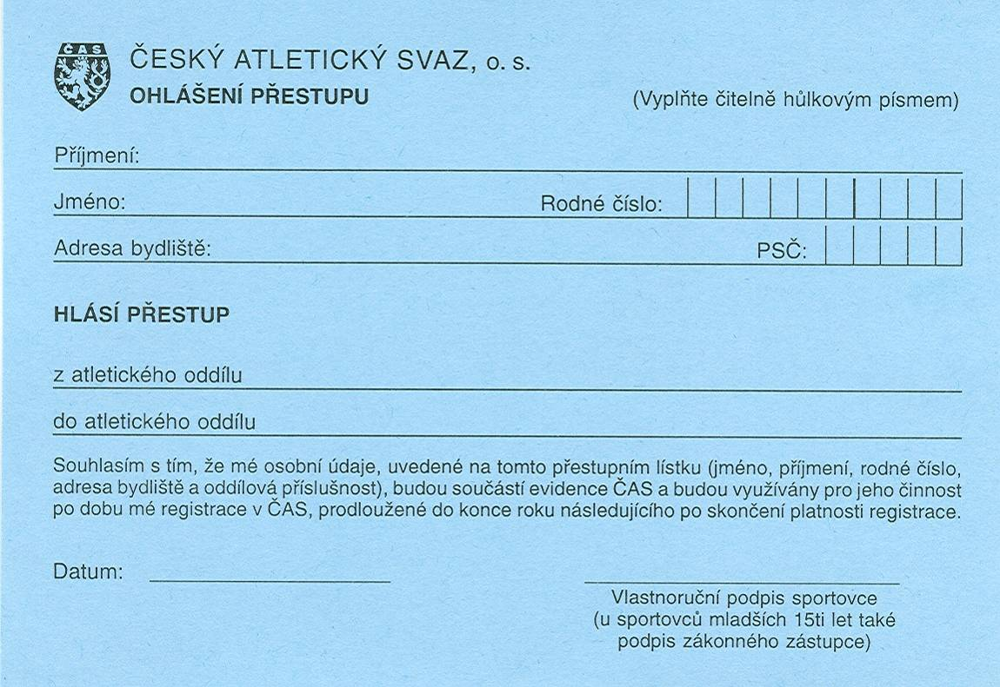 ČAS
ČESKÝ ATLETICKÝ SVAZ, o. s.
OHLÁŠENÍ PŘESTUPU
(Vyplňte čitelně hůlkovým písmem)
Příjmení:
Jméno: Rodné číslo:
Adresa bydliště: PSČ:
HLÁSÍ PŘESTUP
z atletického oddílu
do atletického oddílu
Souhlasím s tím, že mé osobní údaje, uvedené na tomto přestupním lístku (jméno, příjmení, rodné číslo,
adresa bydliště a oddílová příslušnost), budou součástí evidence ČAS a budou využívány pro jeho činnost
po dobu mé registrace v ČAS, prodloužené do konce roku následujícího po skončení platnosti registrace.
Datum:
Vlastnoruční podpis sportovce
(u sportovců mladších 15ti let také
podpis zákonného zástupce)